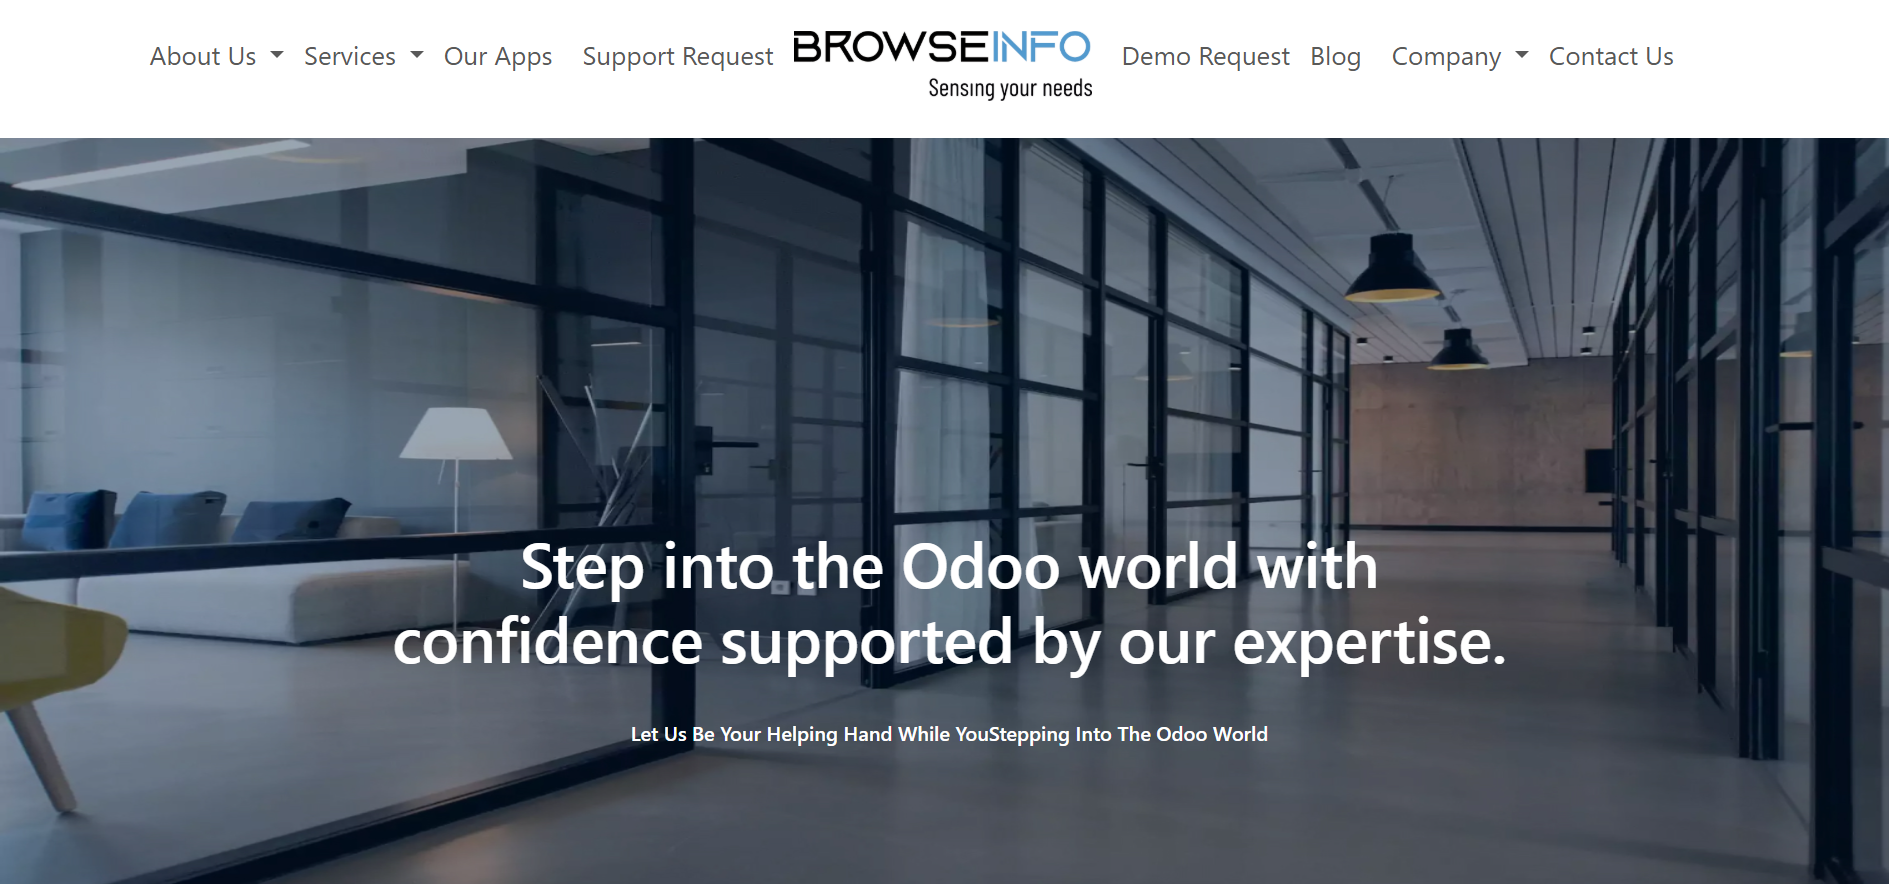 About Us Services Our Apps Support Request BROWSEINFO Demo Request Blog Company Contact Us
Sensing your needs
Step into the Odoo world with
confidence supported by our expertise.
Let Us Be Your Helping Hand While YouStepping Into The Odoo World